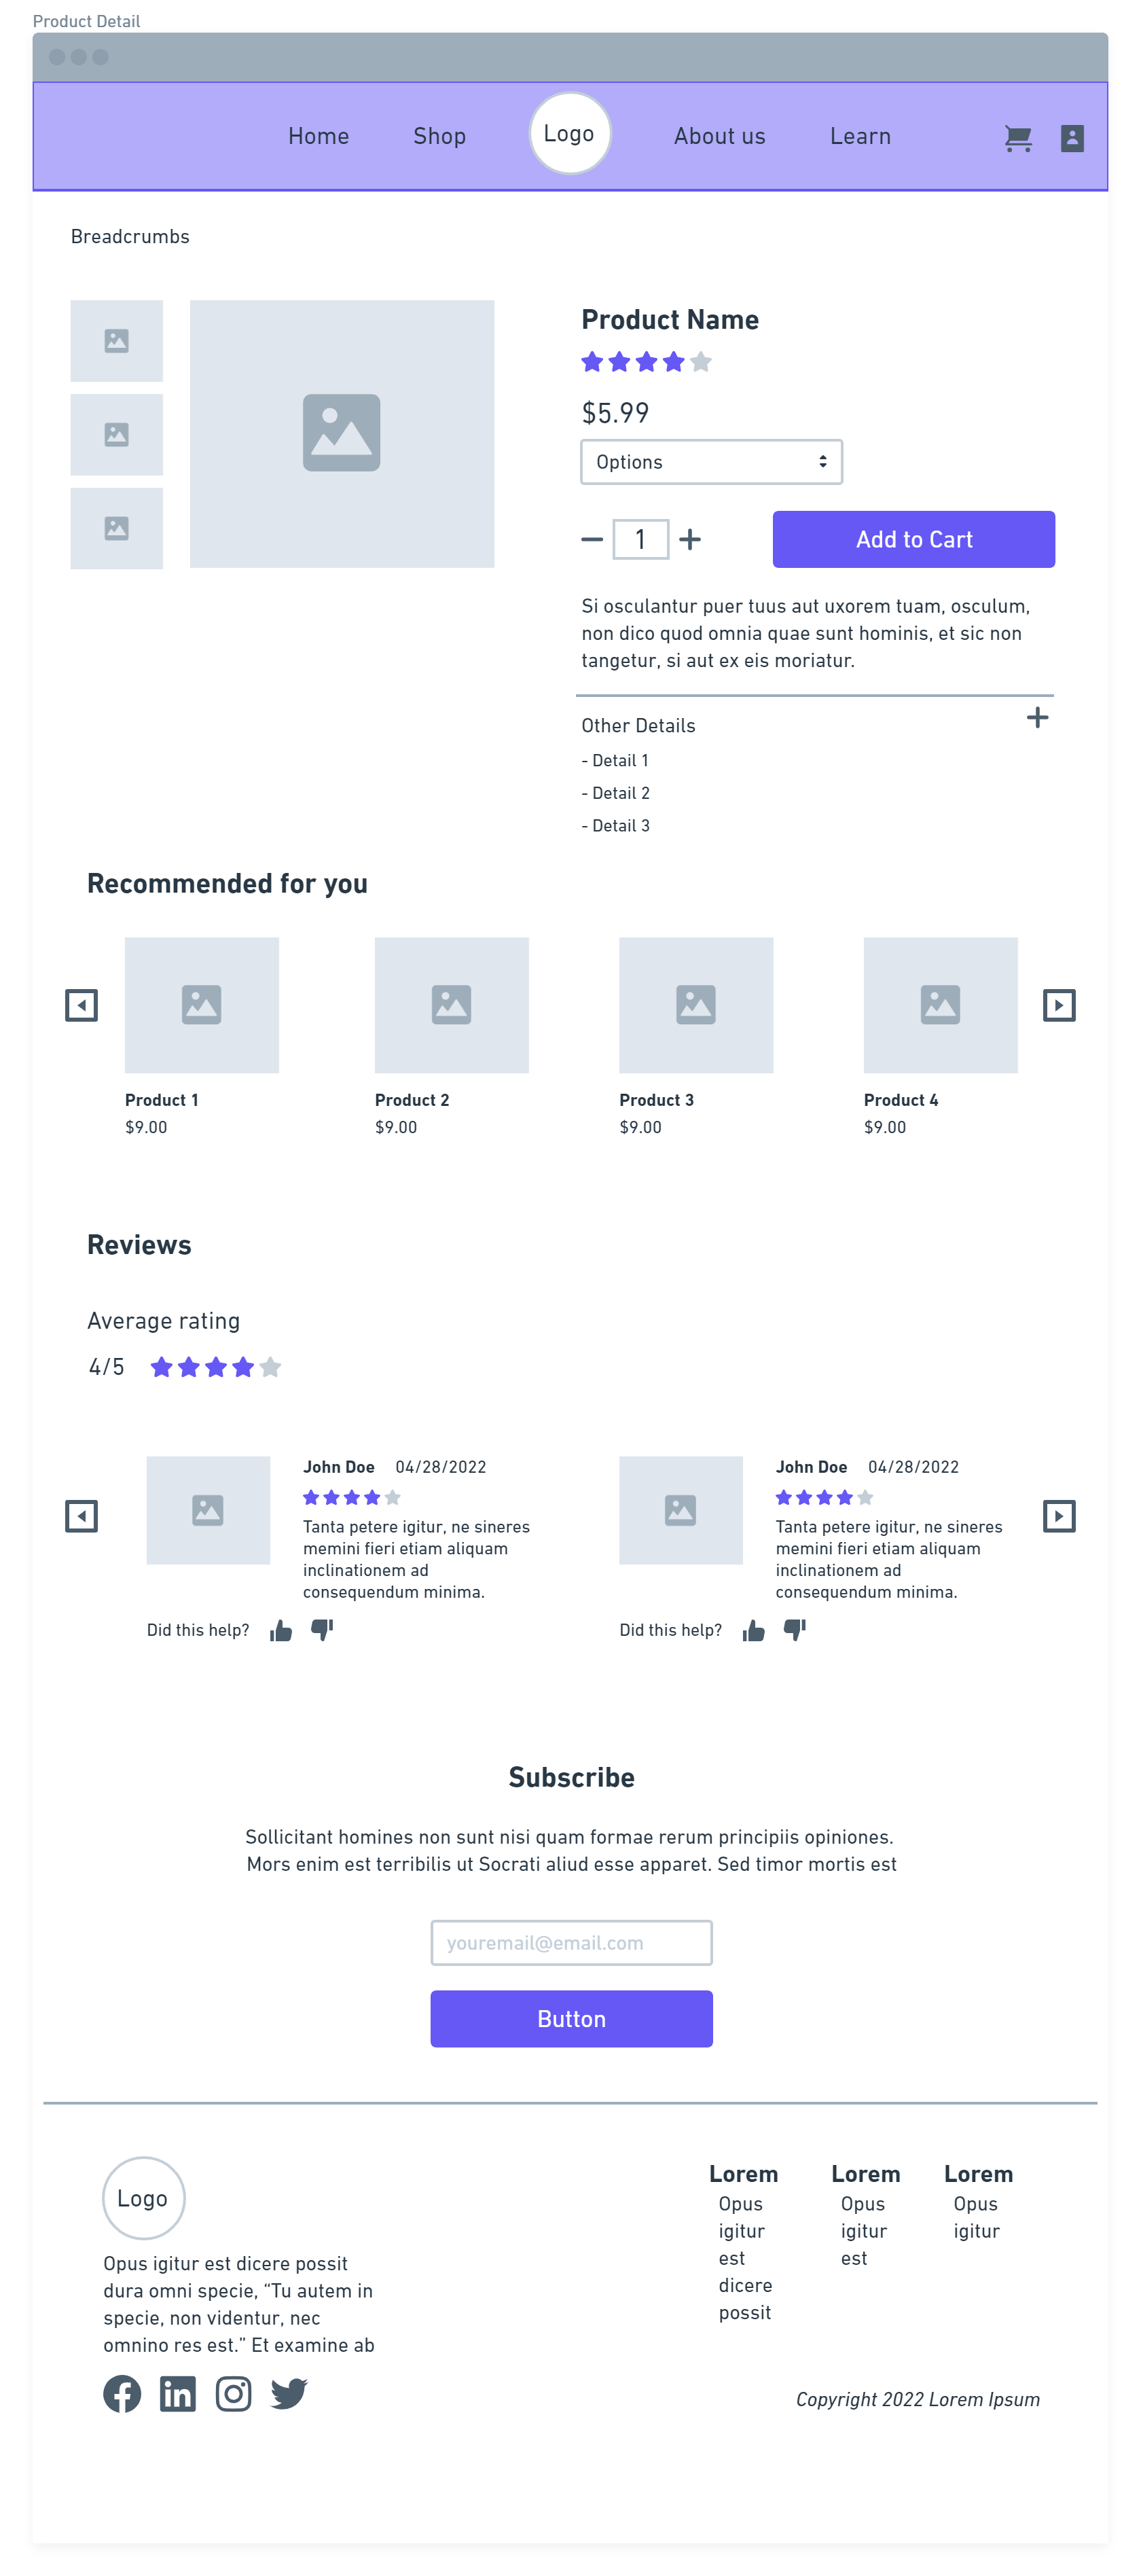 Product Detail
Home Shop Logo About us Learn
Breadcrumbs
Product Name
$5.99
Options
1
Add to Cart
Si osculantur puer tuus aut uxorem tuam, osculum,
non dico quod omnia quae sunt hominis, et sic non
tangetur, si aut ex eis moriatur.
Other Details
- Detail 1
- Detail 2
- Detail 3
Recommended for you
Product 1
$9.00
Product 2
$9.00
Product 3
$9.00
Product 4
$9.00
Reviews
Average rating
4/5
John Doe 04/28/2022
Tanta petere igitur, ne sineres
memini fieri etiam aliquam
inclinationem ad
consequendum minima.
Did this help?
John Doe 04/28/2022
Tanta petere igitur, ne sineres
memini fieri etiam aliquam
inclinationem ad
consequendum minima.
Did this help?
Subscribe
Sollicitant homines non sunt nisi quam formae rerum principiis opiniones.
Mors enim est terribilis ut Socrati aliud esse apparet. Sed timor mortis est
youremail@email.com
Button
Logo
Opus igitur est dicere possit
dura omni specie, “Tu autem in
specie, non videntur, nec
omnino res est.” Et examine ab
Lorem
Opus
igitur
est
dicere
possit
Lorem
Opus
igitur
est
Lorem
Opus
igitur
Copyright 2022 Lorem Ipsum